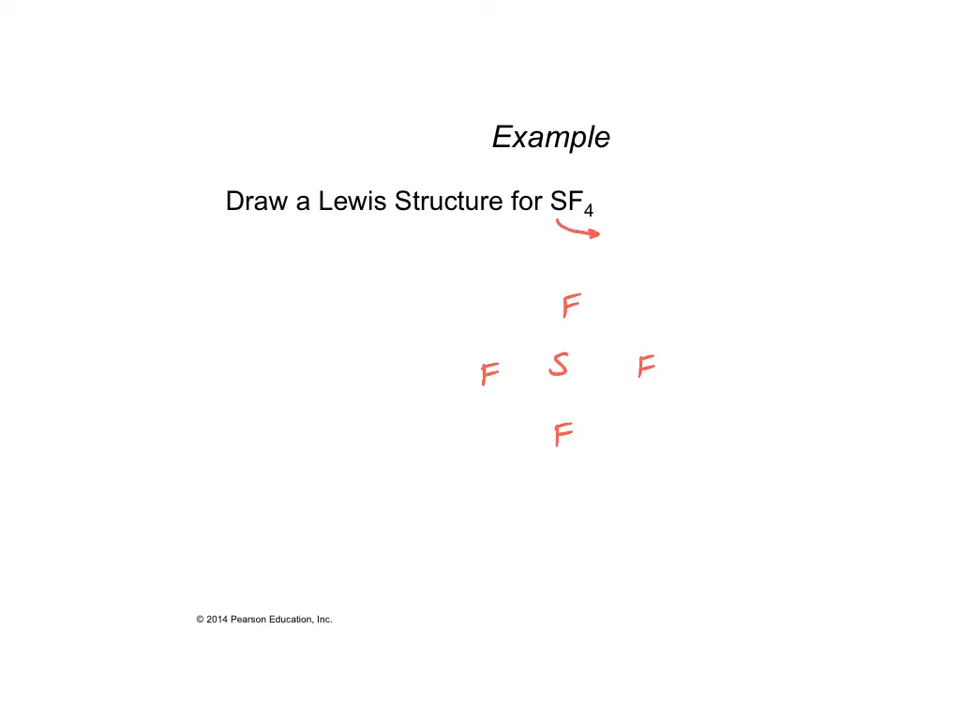 Example
Draw a Lewis Structure for SF₄
F
F S F
F
© 2014 Pearson Education, Inc.